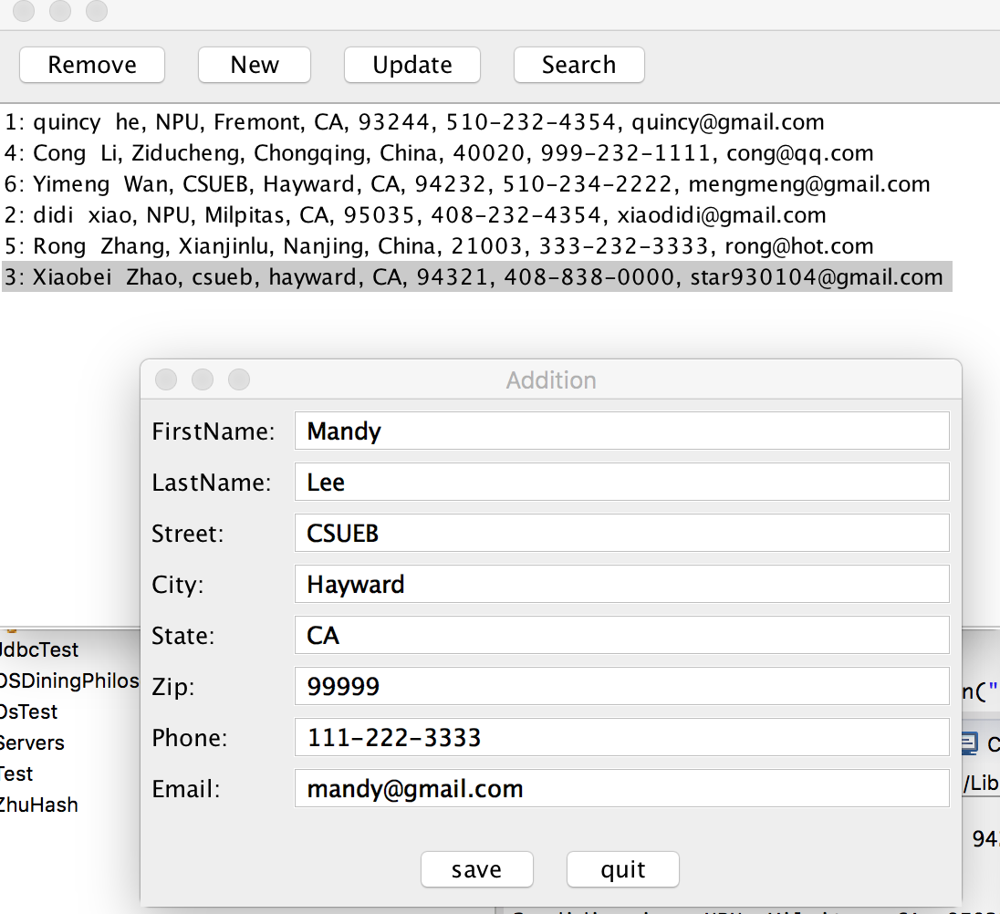 Remove New Update Search
1: quincy  he, NPU, Fremont, CA, 93244, 510-232-4354, quincy@gmail.com
4: Cong  Li, Ziducheng, Chongqing, China, 40020, 999-232-1111, cong@qq.com
6: Yimeng  Wan, CSUEB, Hayward, CA, 94232, 510-234-2222, mengmeng@gmail.com
2: didi  xiao, NPU, Milpitas, CA, 95035, 408-232-4354, xiaodidi@gmail.com
5: Rong  Zhang, Xianjinlu, Nanjing, China, 21003, 333-232-3333, rong@hot.com
3: Xiaobei  Zhao, csueb, hayward, CA, 94321, 408-838-0000, star930104@gmail.com
Addition
FirstName: Mandy
LastName: Lee
Street: CSUEB
City: Hayward
State: CA
Zip: 99999
Phone: 111-222-3333
Email: mandy@gmail.com
save quit
JdbcTest
OSDiningPhilos
OsTest
Servers
Test
ZhuHash
n("
C
/Lib